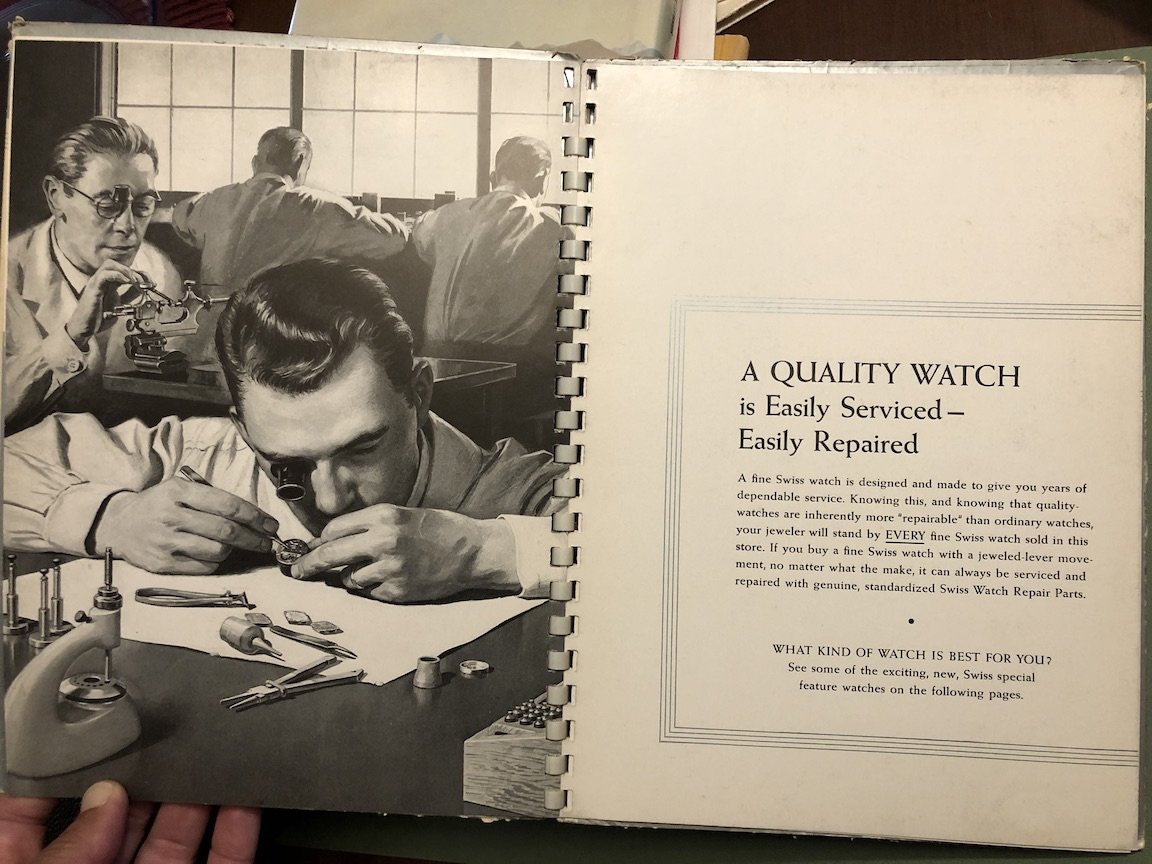 A QUALITY WATCH
is Easily Serviced—
Easily Repaired
A fine Swiss watch is designed and made to give you years of
dependable service. Knowing this, and knowing that quality-
watches are inherently more "repairable" than ordinary watches,
your jeweler will stand by EVERY fine Swiss watch sold in this
store. If you buy a fine Swiss watch with a jeweled-lever move-
ment, no matter what the make, it can always be serviced and
repaired with genuine, standardized Swiss Watch Repair Parts.
•
WHAT KIND OF WATCH IS BEST FOR YOU?
See some of the exciting, new, Swiss special
feature watches on the following pages.